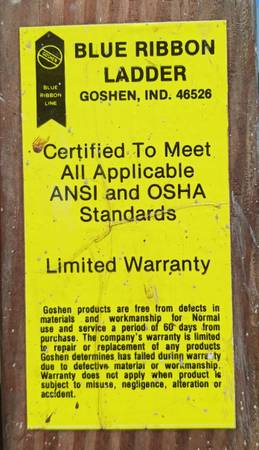 GOSHEN
BLUE
RIBBON
LINE
BLUE RIBBON
LADDER
GOSHEN, IND. 46526
Certified To Meet
All Applicable
ANSI and OSHA
Standards
Limited Warranty
Goshen products are free from defects in
materials and workmanship for Normal
use and service a period of 60 days from
purchase. The company's warranty is limited
to repair or replacement of any products
Goshen determines has failed during warranty
due to defective material or workmanship.
Warranty does not apply when product is
subject to misuse, negligence, alteration or
accident.